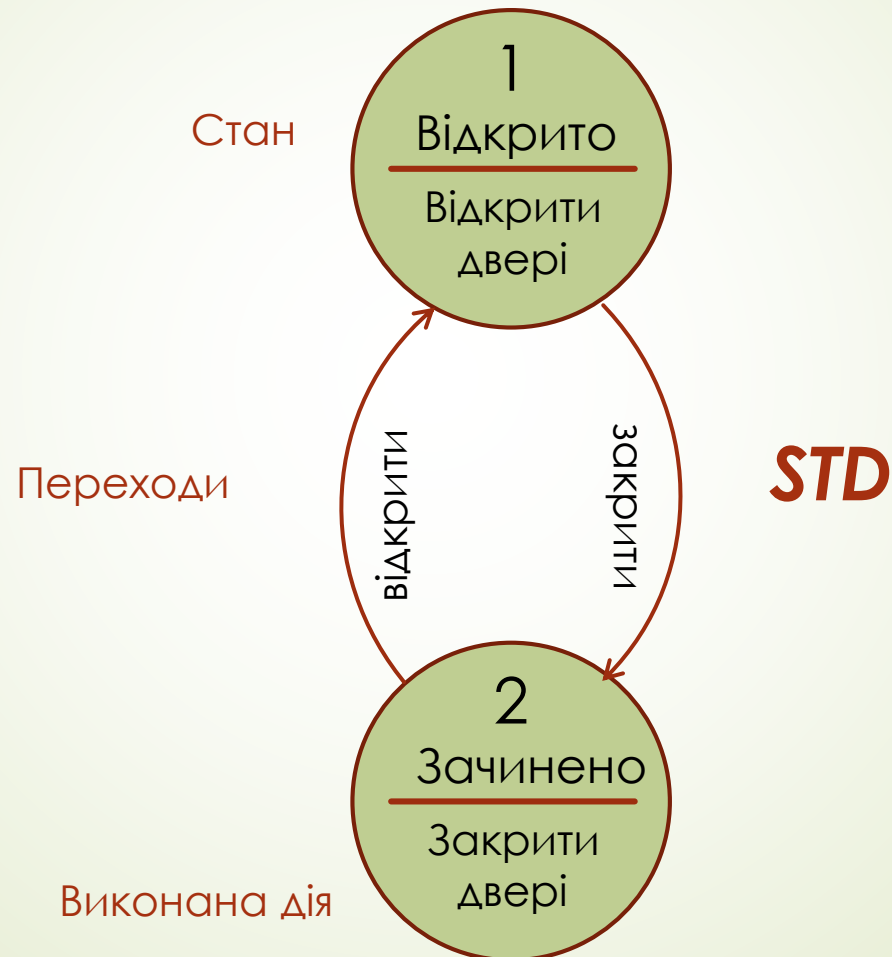 1
Стан
Відкрито
Відкрити
двері
відкрити
закрити
Переходи
STD
2
Зачинено
Закрити
двері
Виконана дія